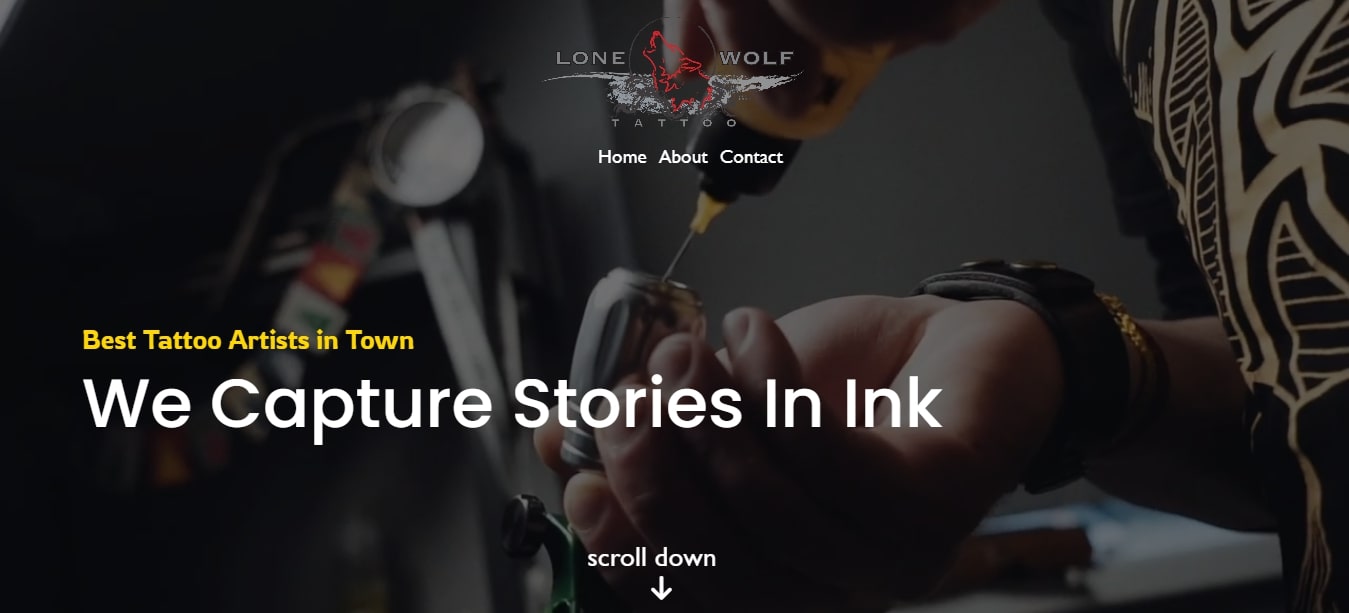 LONE WOLF
TATTOO
Home About Contact
Best Tattoo Artists in Town
We Capture Stories In Ink
scroll down